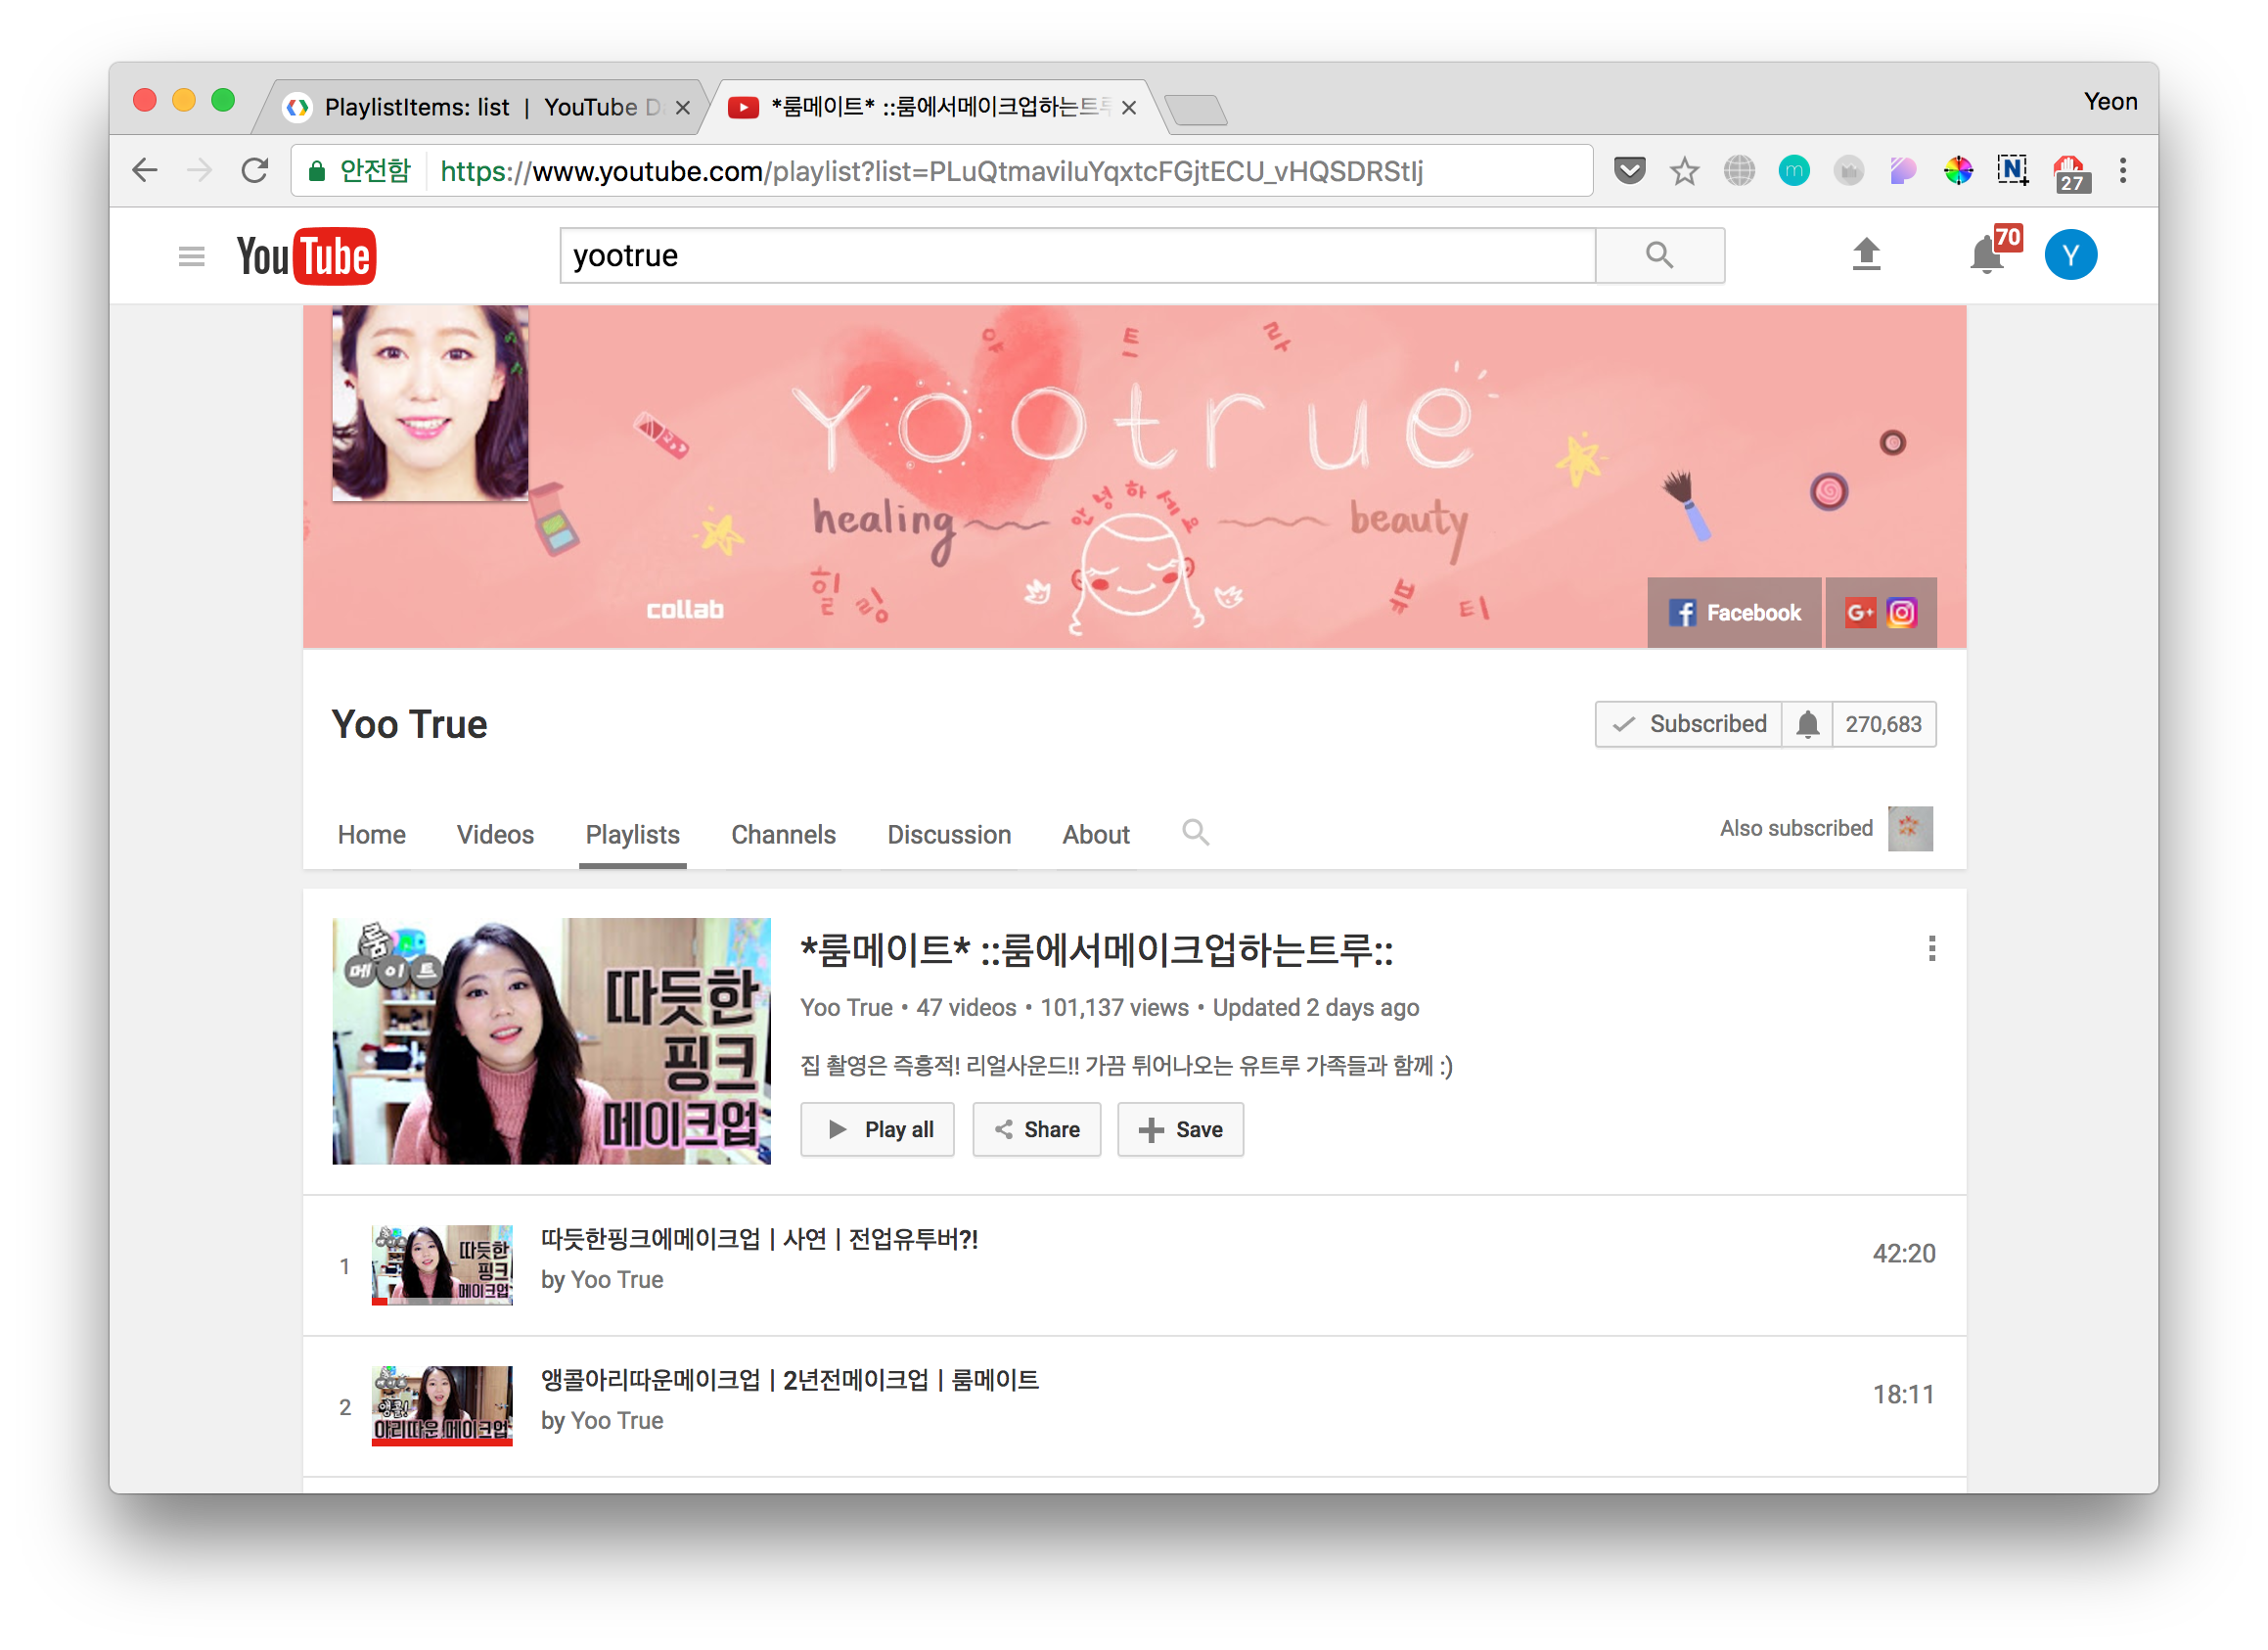 PlaylistItems: list | YouTube Da
*룸메이트* ::룸에서메이크업하는트루
Yeon
안전함 https://www.youtube.com/playlist?list=PLuQtmaviIuYqxtcFGjtECU_vHQSDRStIj
27
YouTube
yootrue
70
Y
유 트 루
Yootrue
안녕하세요
healing beauty
힐링 뷰티
collab
Facebook
Yoo True
Subscribed 270,683
Home Videos Playlists Channels Discussion About
Also subscribed
룸메이트
따듯한
핑크
메이크업
*룸메이트* ::룸에서메이크업하는트루::
Yoo True • 47 videos • 101,137 views • Updated 2 days ago
집 촬영은 즉흥적! 리얼사운드!! 가끔 튀어나오는 유트루 가족들과 함께 :)
Play all Share Save
1
따듯한
핑크
메이크업
따듯한핑크에메이크업 | 사연 | 전업유투버?!
by Yoo True
42:20
2
앵콜!
아리따운 메이크업
앵콜아리따운메이크업 | 2년전메이크업 | 룸메이트
by Yoo True
18:11